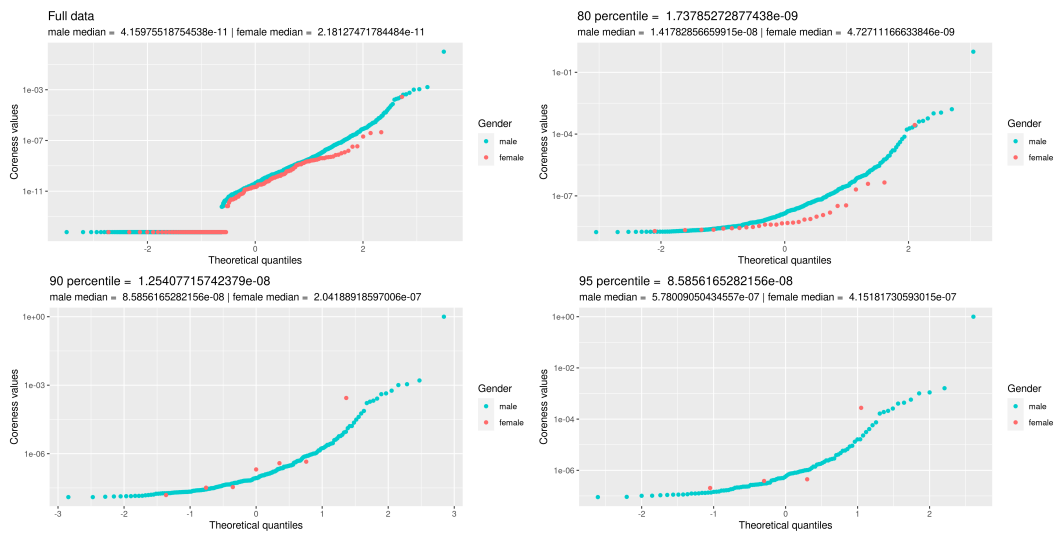 Full data
male median = 4.15975518754538e-11 | female median = 2.18127471784484e-11
1e-03
1e-07
1e-11
Coreness values
-2
0
2
Theoretical quantiles
Gender
male
female
80 percentile = 1.73785272877438e-09
male median = 1.41782856659915e-08 | female median = 4.72711166633846e-09
1e-01
1e-04
1e-07
Coreness values
-2
0
2
Theoretical quantiles
Gender
male
female
90 percentile = 1.25407715742379e-08
male median = 8.5856165282156e-08 | female median = 2.04188918597006e-07
1e+00
1e-03
1e-06
Coreness values
-3
-2
-1
0
1
2
3
Theoretical quantiles
Gender
male
female
95 percentile = 8.5856165282156e-08
male median = 5.78009050434557e-07 | female median = 4.15181730593015e-07
1e+00
1e-02
1e-04
1e-06
Coreness values
-2
-1
0
1
2
Theoretical quantiles
Gender
male
female